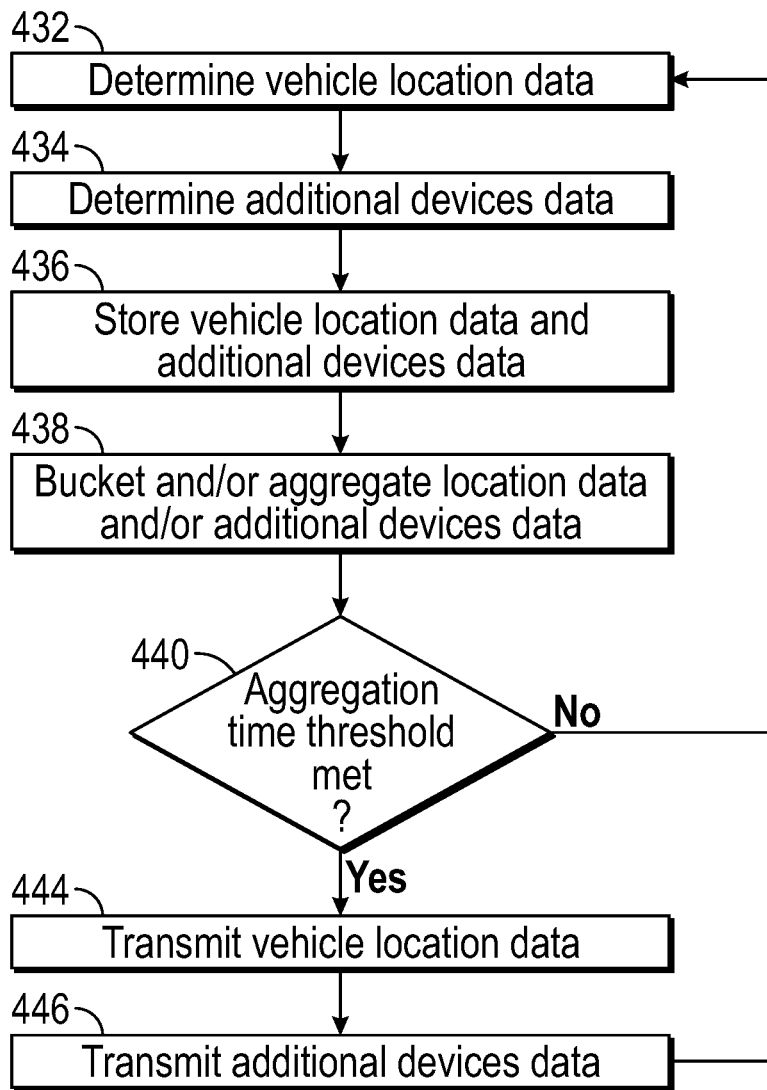 432
Determine vehicle location data
434
Determine additional devices data
436
Store vehicle location data and
additional devices data
438
Bucket and/or aggregate location data
and/or additional devices data
440
Aggregation
time threshold
met
?
No
Yes
444
Transmit vehicle location data
446
Transmit additional devices data